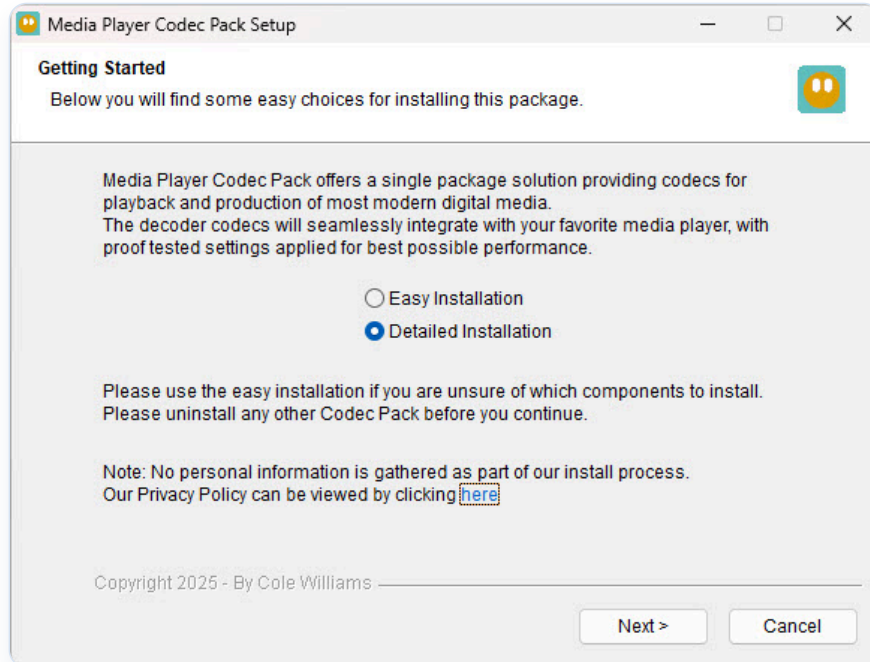 Media Player Codec Pack Setup
Getting Started
Below you will find some easy choices for installing this package.
Media Player Codec Pack offers a single package solution providing codecs for
playback and production of most modern digital media.
The decoder codecs will seamlessly integrate with your favorite media player, with
proof tested settings applied for best possible performance.
Easy Installation
Detailed Installation
Please use the easy installation if you are unsure of which components to install.
Please uninstall any other Codec Pack before you continue.
Note: No personal information is gathered as part of our install process.
Our Privacy Policy can be viewed by clicking here
Copyright 2025 - By Cole Williams
Next >
Cancel